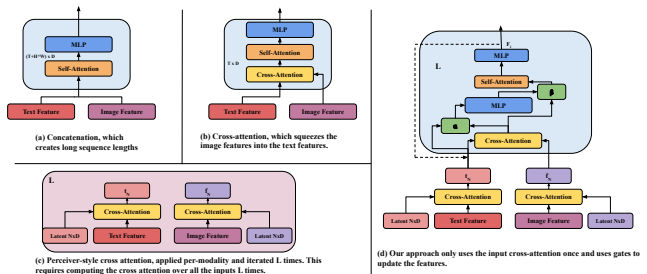 MLP
(T+H*W) x D
Self-Attention
Text Feature
Image Feature
(a) Concatenation, which
creates long sequence lengths
MLP
Self-Attention
T x D
Cross-Attention
Text Feature
Image Feature
(b) Cross-attention, which squeezes the
image features into the text features.
L
t_N
f_N
Cross-Attention
Cross-Attention
Latent NxD
Text Feature
Image Feature
Latent NxD
(c) Perceiver-style cross attention, applied per-modality and iterated L times. This
requires computing the cross attention over all the inputs L times.
MLP
L
Self-Attention
β
MLP
α
Cross-Attention
t_N
f_N
Cross-Attention
Cross-Attention
Latent NxD
Text Feature
Image Feature
Latent NxD
(d) Our approach only uses the input cross-attention once and uses gates to
update the features.